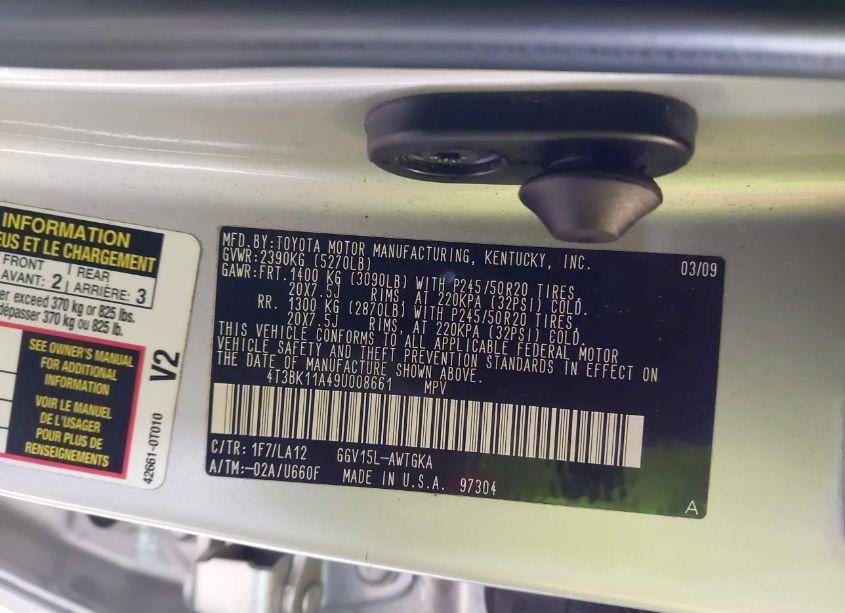 INFORMATION
EUS ET LE CHARGEMENT
FRONT
AVANT: 2
REAR
ARRIÈRE: 3
er exceed 370 kg or 825 lbs.
dépasser 370 kg ou 825 lb.
SEE OWNER'S MANUAL
FOR ADDITIONAL
INFORMATION
VOIR LE MANUEL
DE L'USAGER
POUR PLUS DE
RENSEIGNEMENTS
V2
42661-0T010
MFD. BY: TOYOTA MOTOR MANUFACTURING, KENTUCKY, INC. 03/09
GVWR: 2390KG (5270LB)
GAWR: FRT. 1400 KG (3090LB) WITH P245/50R20 TIRES,
20X7.5J RIMS, AT 220KPA (32PSI) COLD.
RR. 1300 KG (2870LB) WITH P245/50R20 TIRES,
20X7.5J RIMS, AT 220KPA (32PSI) COLD.
THIS VEHICLE CONFORMS TO ALL APPLICABLE FEDERAL MOTOR
VEHICLE SAFETY AND THEFT PREVENTION STANDARDS IN EFFECT ON
THE DATE OF MANUFACTURE SHOWN ABOVE.
4T3BK11A49U008661 MPV
C/TR: 1F7/LA12 GGV15L-AWTGKA
A/TM:-02A/U660F MADE IN U.S.A. 97304
A